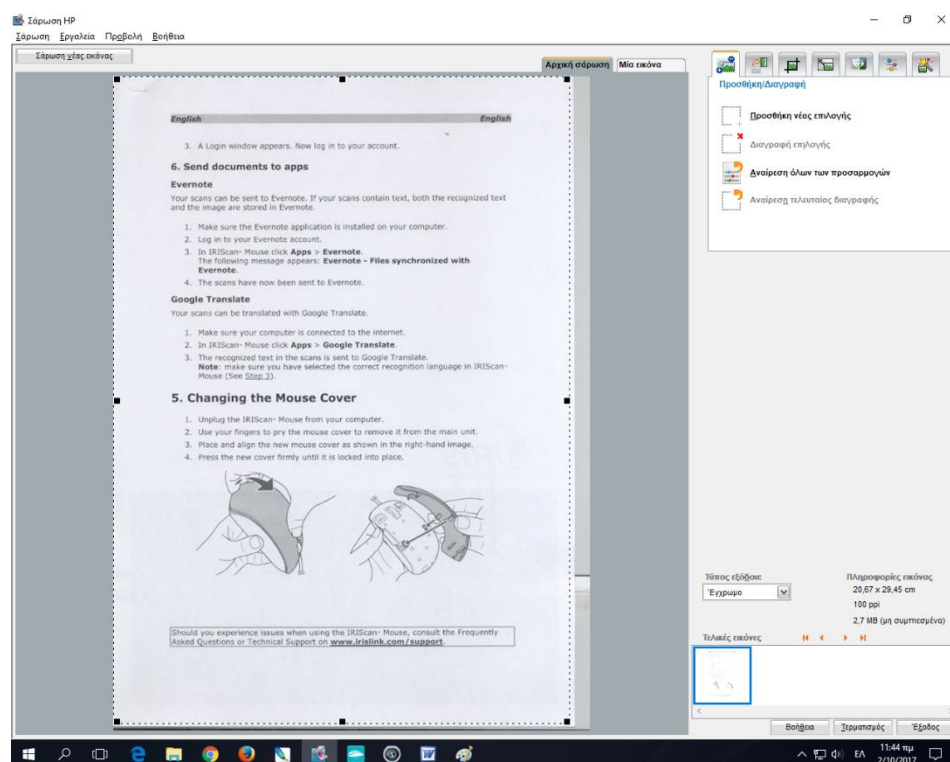 Σάρωση HP
Σάρωση Εργαλεία Προβολή Βοήθεια
Σάρωση νέας εικόνας
Αρχική σάρωση Μία εικόνα
English English
3. A Login window appears. Now log in to your account.
6. Send documents to apps
Evernote
Your scans can be sent to Evernote. If your scans contain text, both the recognized text
and the image are stored in Evernote.
1. Make sure the Evernote application is installed on your computer.
2. Log in to your Evernote account.
3. In IRIScan- Mouse click Apps > Evernote.
The following message appears: Evernote - Files synchronized with
Evernote.
4. The scans have now been sent to Evernote.
Google Translate
Your scans can be translated with Google Translate.
1. Make sure your computer is connected to the internet.
2. In IRIScan- Mouse click Apps > Google Translate.
3. The recognized text in the scans is sent to Google Translate.
Note: make sure you have selected the correct recognition language in IRIScan-
Mouse (See Step 3).
5. Changing the Mouse Cover
1. Unplug the IRIScan- Mouse from your computer.
2. Use your fingers to pry the mouse cover to remove it from the main unit.
3. Place and align the new mouse cover as shown in the right-hand image.
4. Press the new cover firmly until it is locked into place.
Should you experience issues when using the IRIScan- Mouse, consult the Frequently
Asked Questions or Technical Support on www.irislink.com/support.
Προσθήκη/Διαγραφή
Προσθήκη νέας επιλογής
Διαγραφή επιλογής
Αναίρεση όλων των προσαρμογών
Αναίρεση τελευταίας διαγραφής
Τύπος εξόδου:
Έγχρωμο
Πληροφορίες εικόνας
20,67 x 29,45 cm
100 ppi
2,7 MB (μη συμπιεσμένα)
Τελικές εικόνες
Βοήθεια Τερματισμός Έξοδος
ΕΛ
11:44 πμ
2/10/2017